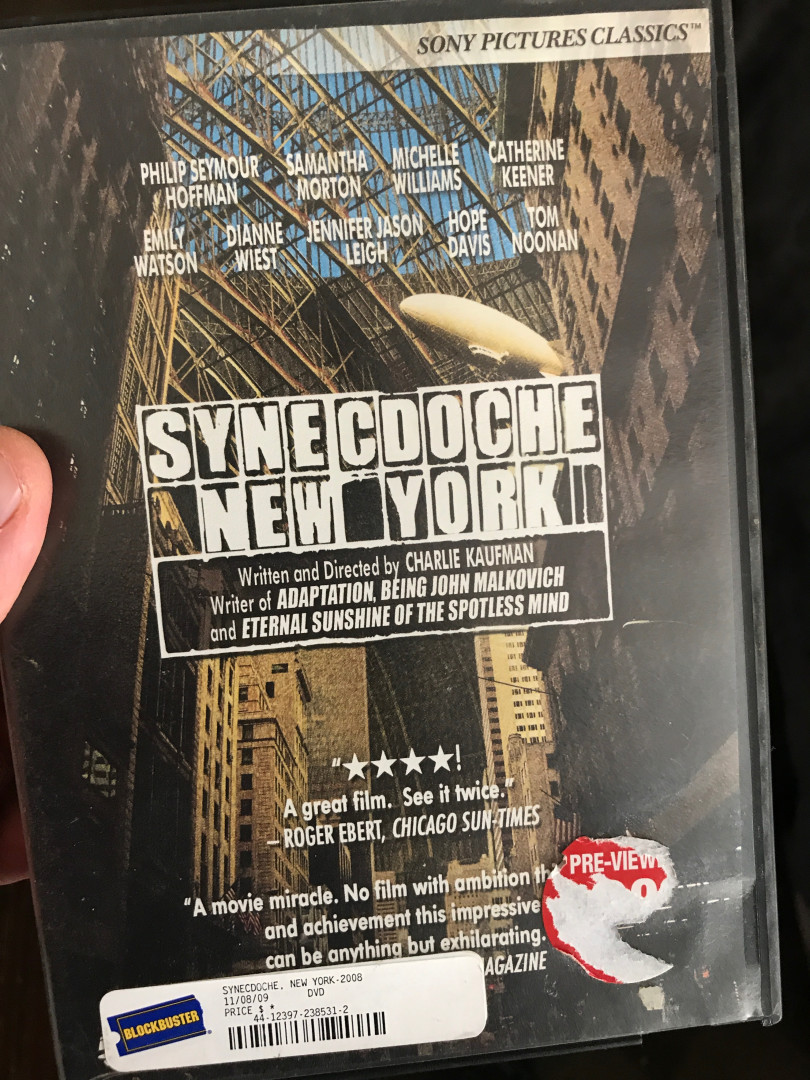 SONY PICTURES CLASSICS™
PHILIP SEYMOUR HOFFMAN
SAMANTHA MORTON
MICHELLE WILLIAMS
CATHERINE KEENER
EMILY WATSON
DIANNE WIEST
JENNIFER JASON LEIGH
HOPE DAVIS
TOM NOONAN
SYNECDOCHE
NEW YORK
Written and Directed by CHARLIE KAUFMAN
Writer of ADAPTATION, BEING JOHN MALKOVICH
and ETERNAL SUNSHINE OF THE SPOTLESS MIND
"★★★★!
A great film. See it twice."
– ROGER EBERT, CHICAGO SUN-TIMES
"A movie miracle. No film with ambition th
and achievement this impressive
can be anything but exhilarating.
AGAZINE
PRE-VIEW
BLOCKBUSTER
SYNECDOCHE, NEW YORK-2008
11/08/09 DVD
PRICE $ *
44-12397-238531-2